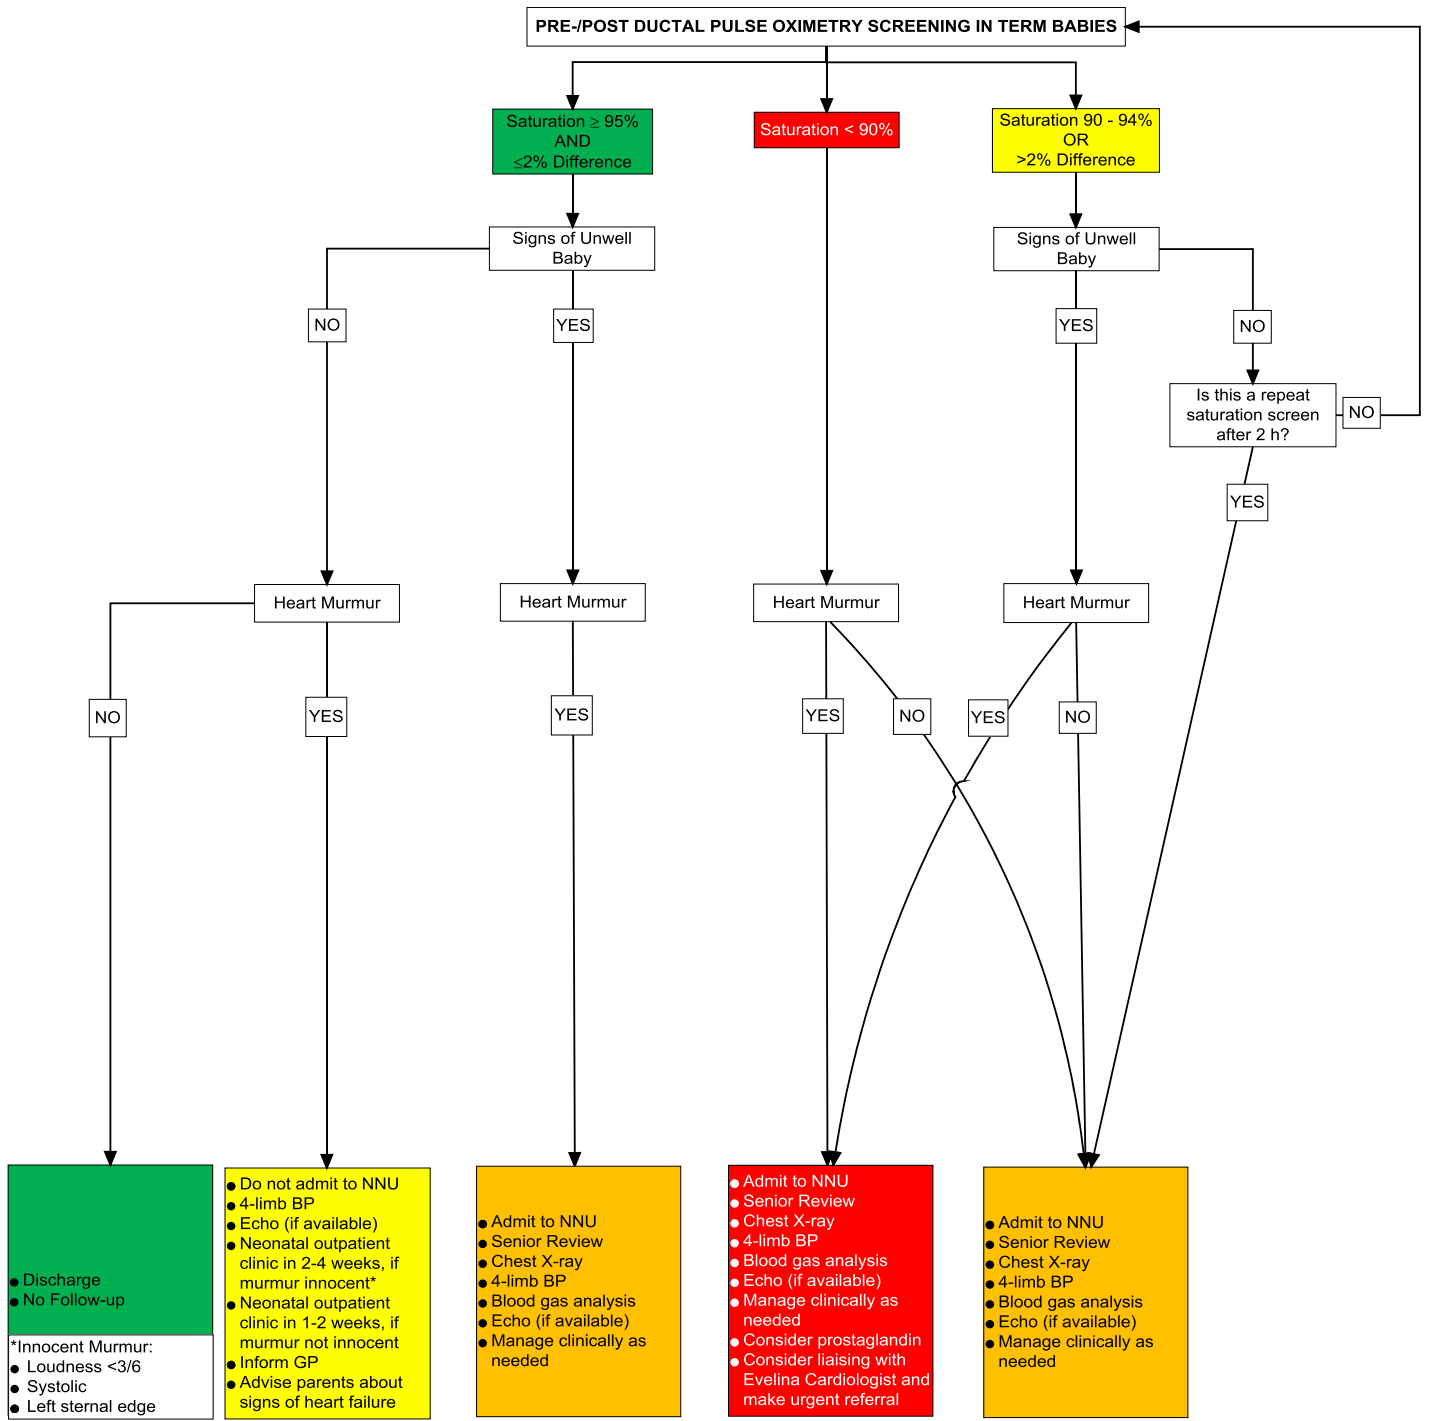 PRE-/POST DUCTAL PULSE OXIMETRY SCREENING IN TERM BABIES
Saturation ≥ 95%
AND
≤2% Difference
Saturation < 90%
Saturation 90 - 94%
OR
>2% Difference
Signs of Unwell
Baby
Signs of Unwell
Baby
NO
YES
YES
NO
Is this a repeat
saturation screen
after 2 h?
NO
YES
Heart Murmur
Heart Murmur
Heart Murmur
Heart Murmur
NO
YES
YES
YES
NO
YES
NO
● Discharge
● No Follow-up
*Innocent Murmur:
● Loudness <3/6
● Systolic
● Left sternal edge
● Do not admit to NNU
● 4-limb BP
● Echo (if available)
● Neonatal outpatient
clinic in 2-4 weeks, if
murmur innocent*
● Neonatal outpatient
clinic in 1-2 weeks, if
murmur not innocent
● Inform GP
● Advise parents about
signs of heart failure
● Admit to NNU
● Senior Review
● Chest X-ray
● 4-limb BP
● Blood gas analysis
● Echo (if available)
● Manage clinically as
needed
● Admit to NNU
● Senior Review
● Chest X-ray
● 4-limb BP
● Blood gas analysis
● Echo (if available)
● Manage clinically as
needed
● Consider prostaglandin
● Consider liaising with
Evelina Cardiologist and
make urgent referral
● Admit to NNU
● Senior Review
● Chest X-ray
● 4-limb BP
● Blood gas analysis
● Echo (if available)
● Manage clinically as
needed